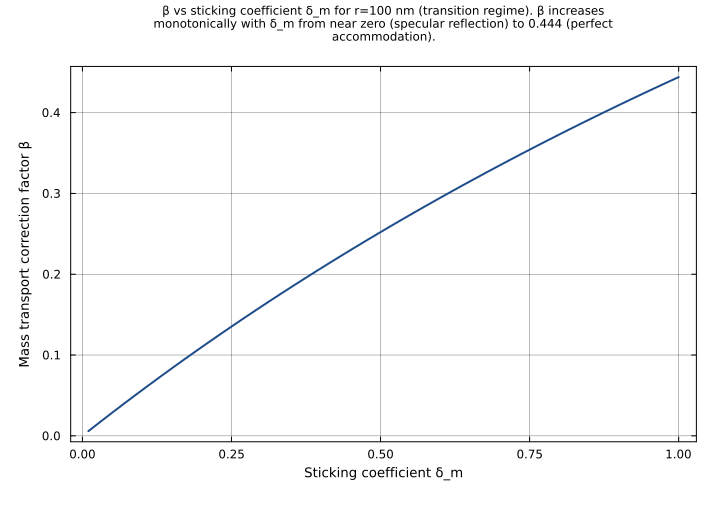 β vs sticking coefficient δ_m for r=100 nm (transition regime). β increases
monotonically with δ_m from near zero (specular reflection) to 0.444 (perfect
accommodation).
Mass transport correction factor β
0.4
0.3
0.2
0.1
0.0
0.00
0.25
0.50
0.75
1.00
Sticking coefficient δ_m